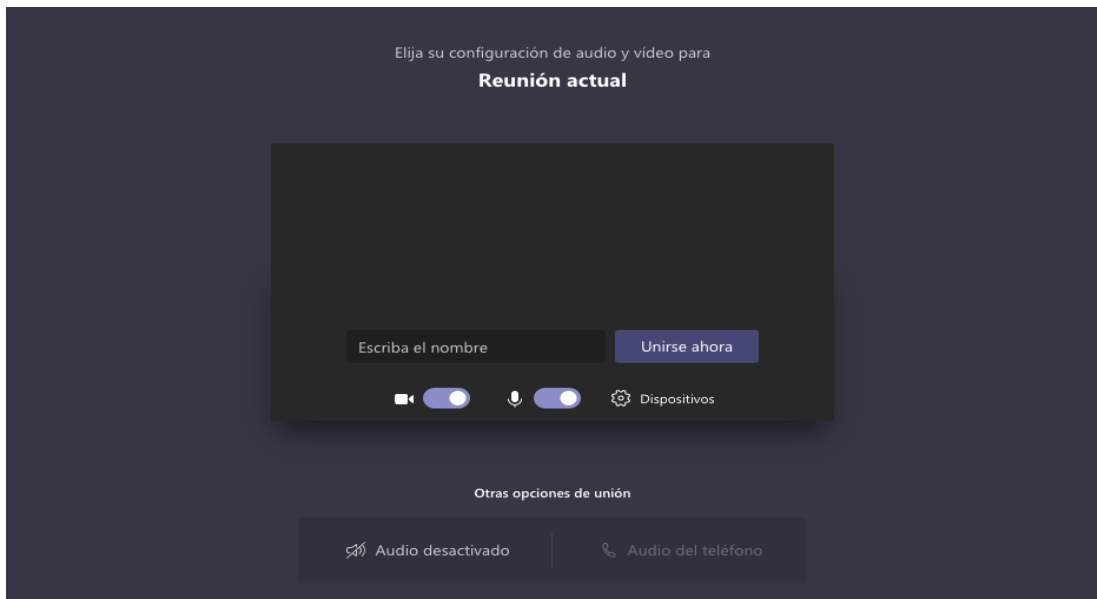 Elija su configuración de audio y vídeo para
Reunión actual
Escriba el nombre
Unirse ahora
Dispositivos
Otras opciones de unión
Audio desactivado
Audio del teléfono